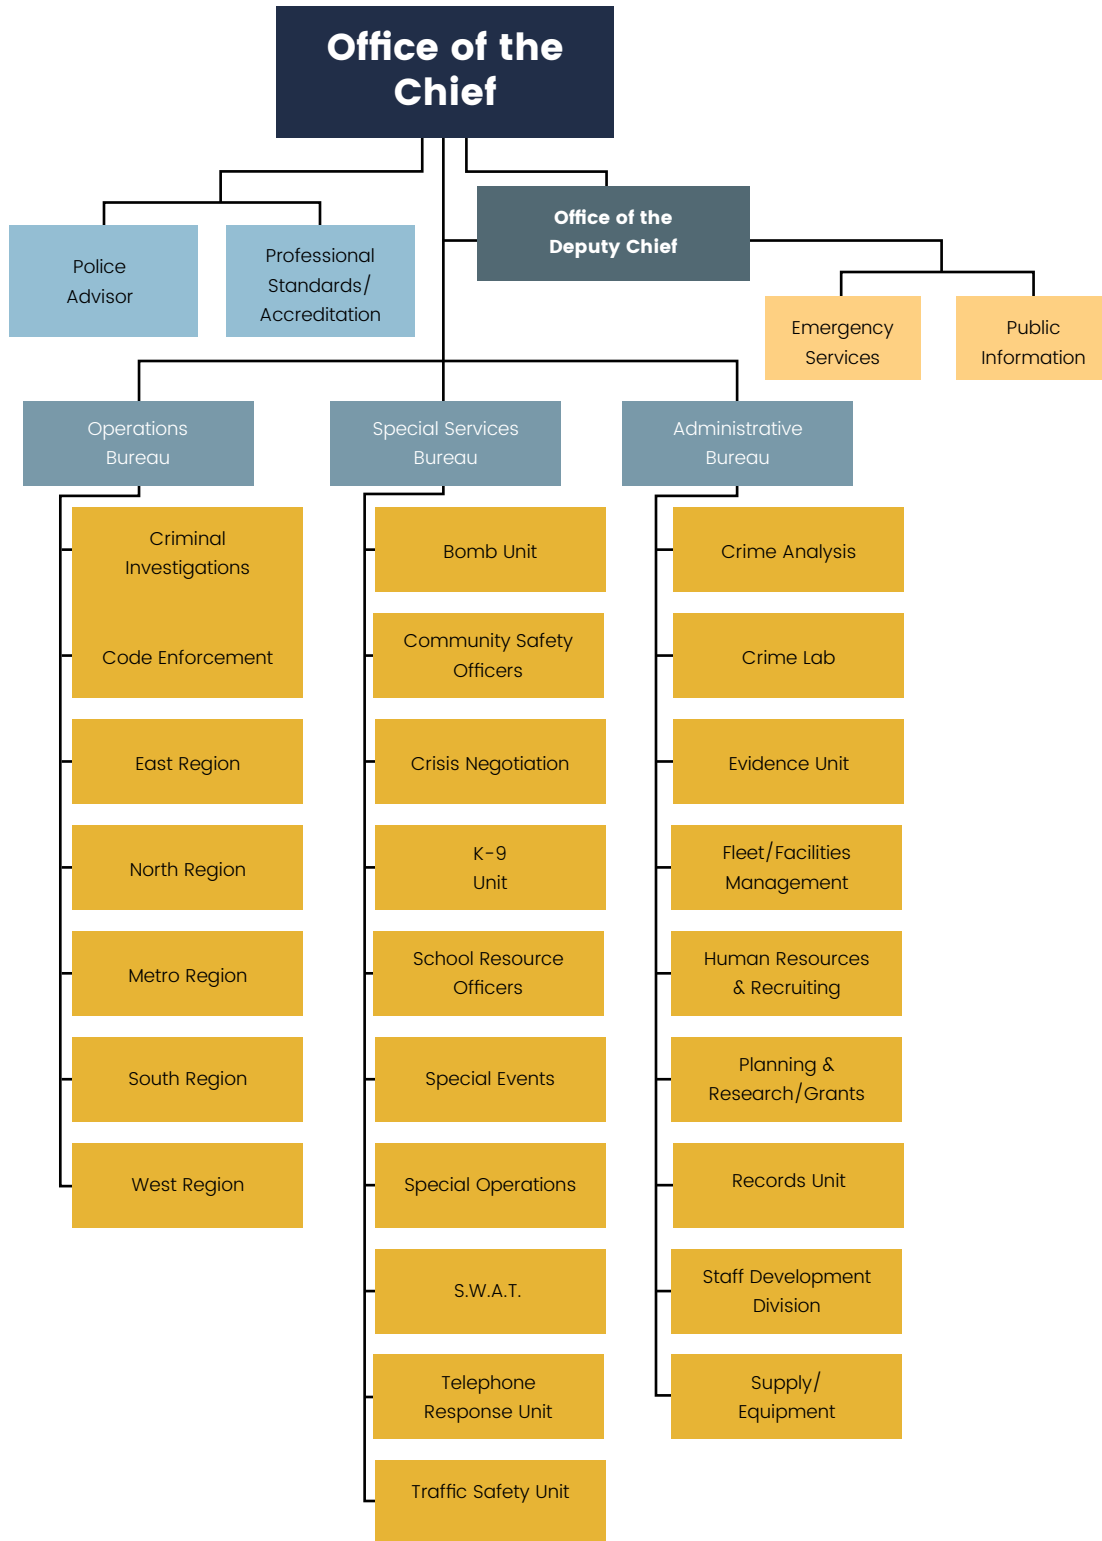 Office of the
Chief
Office of the
Deputy Chief
Police
Advisor
Professional
Standards/
Accreditation
Emergency
Services
Public
Information
Operations
Bureau
Special Services
Bureau
Administrative
Bureau
Criminal
Investigations
Code Enforcement
East Region
North Region
Metro Region
South Region
West Region
Bomb Unit
Community Safety
Officers
Crisis Negotiation
K-9
Unit
School Resource
Officers
Special Events
Special Operations
S.W.A.T.
Telephone
Response Unit
Traffic Safety Unit
Crime Analysis
Crime Lab
Evidence Unit
Fleet/Facilities
Management
Human Resources
& Recruiting
Planning &
Research/Grants
Records Unit
Staff Development
Division
Supply/
Equipment